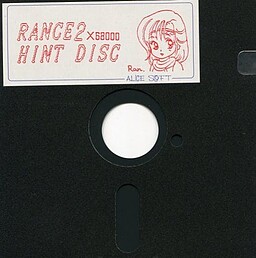 RANCE2 X68000
HINT DISC
Ran.
ALICE SOFT